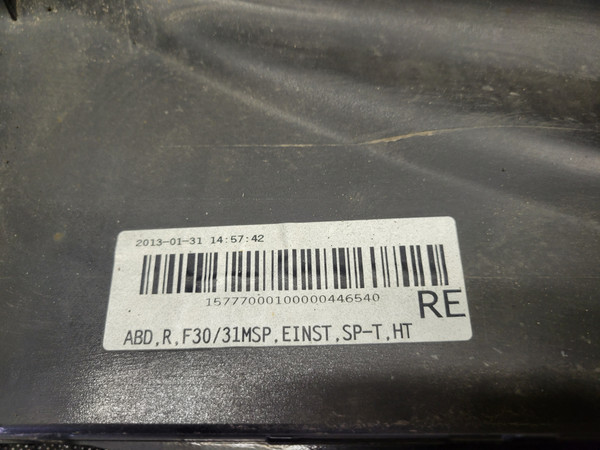 2013-01-31 14:57:42
15777000100000446540
RE
ABD,R,F30/31MSP,EINST,SP-T,HT